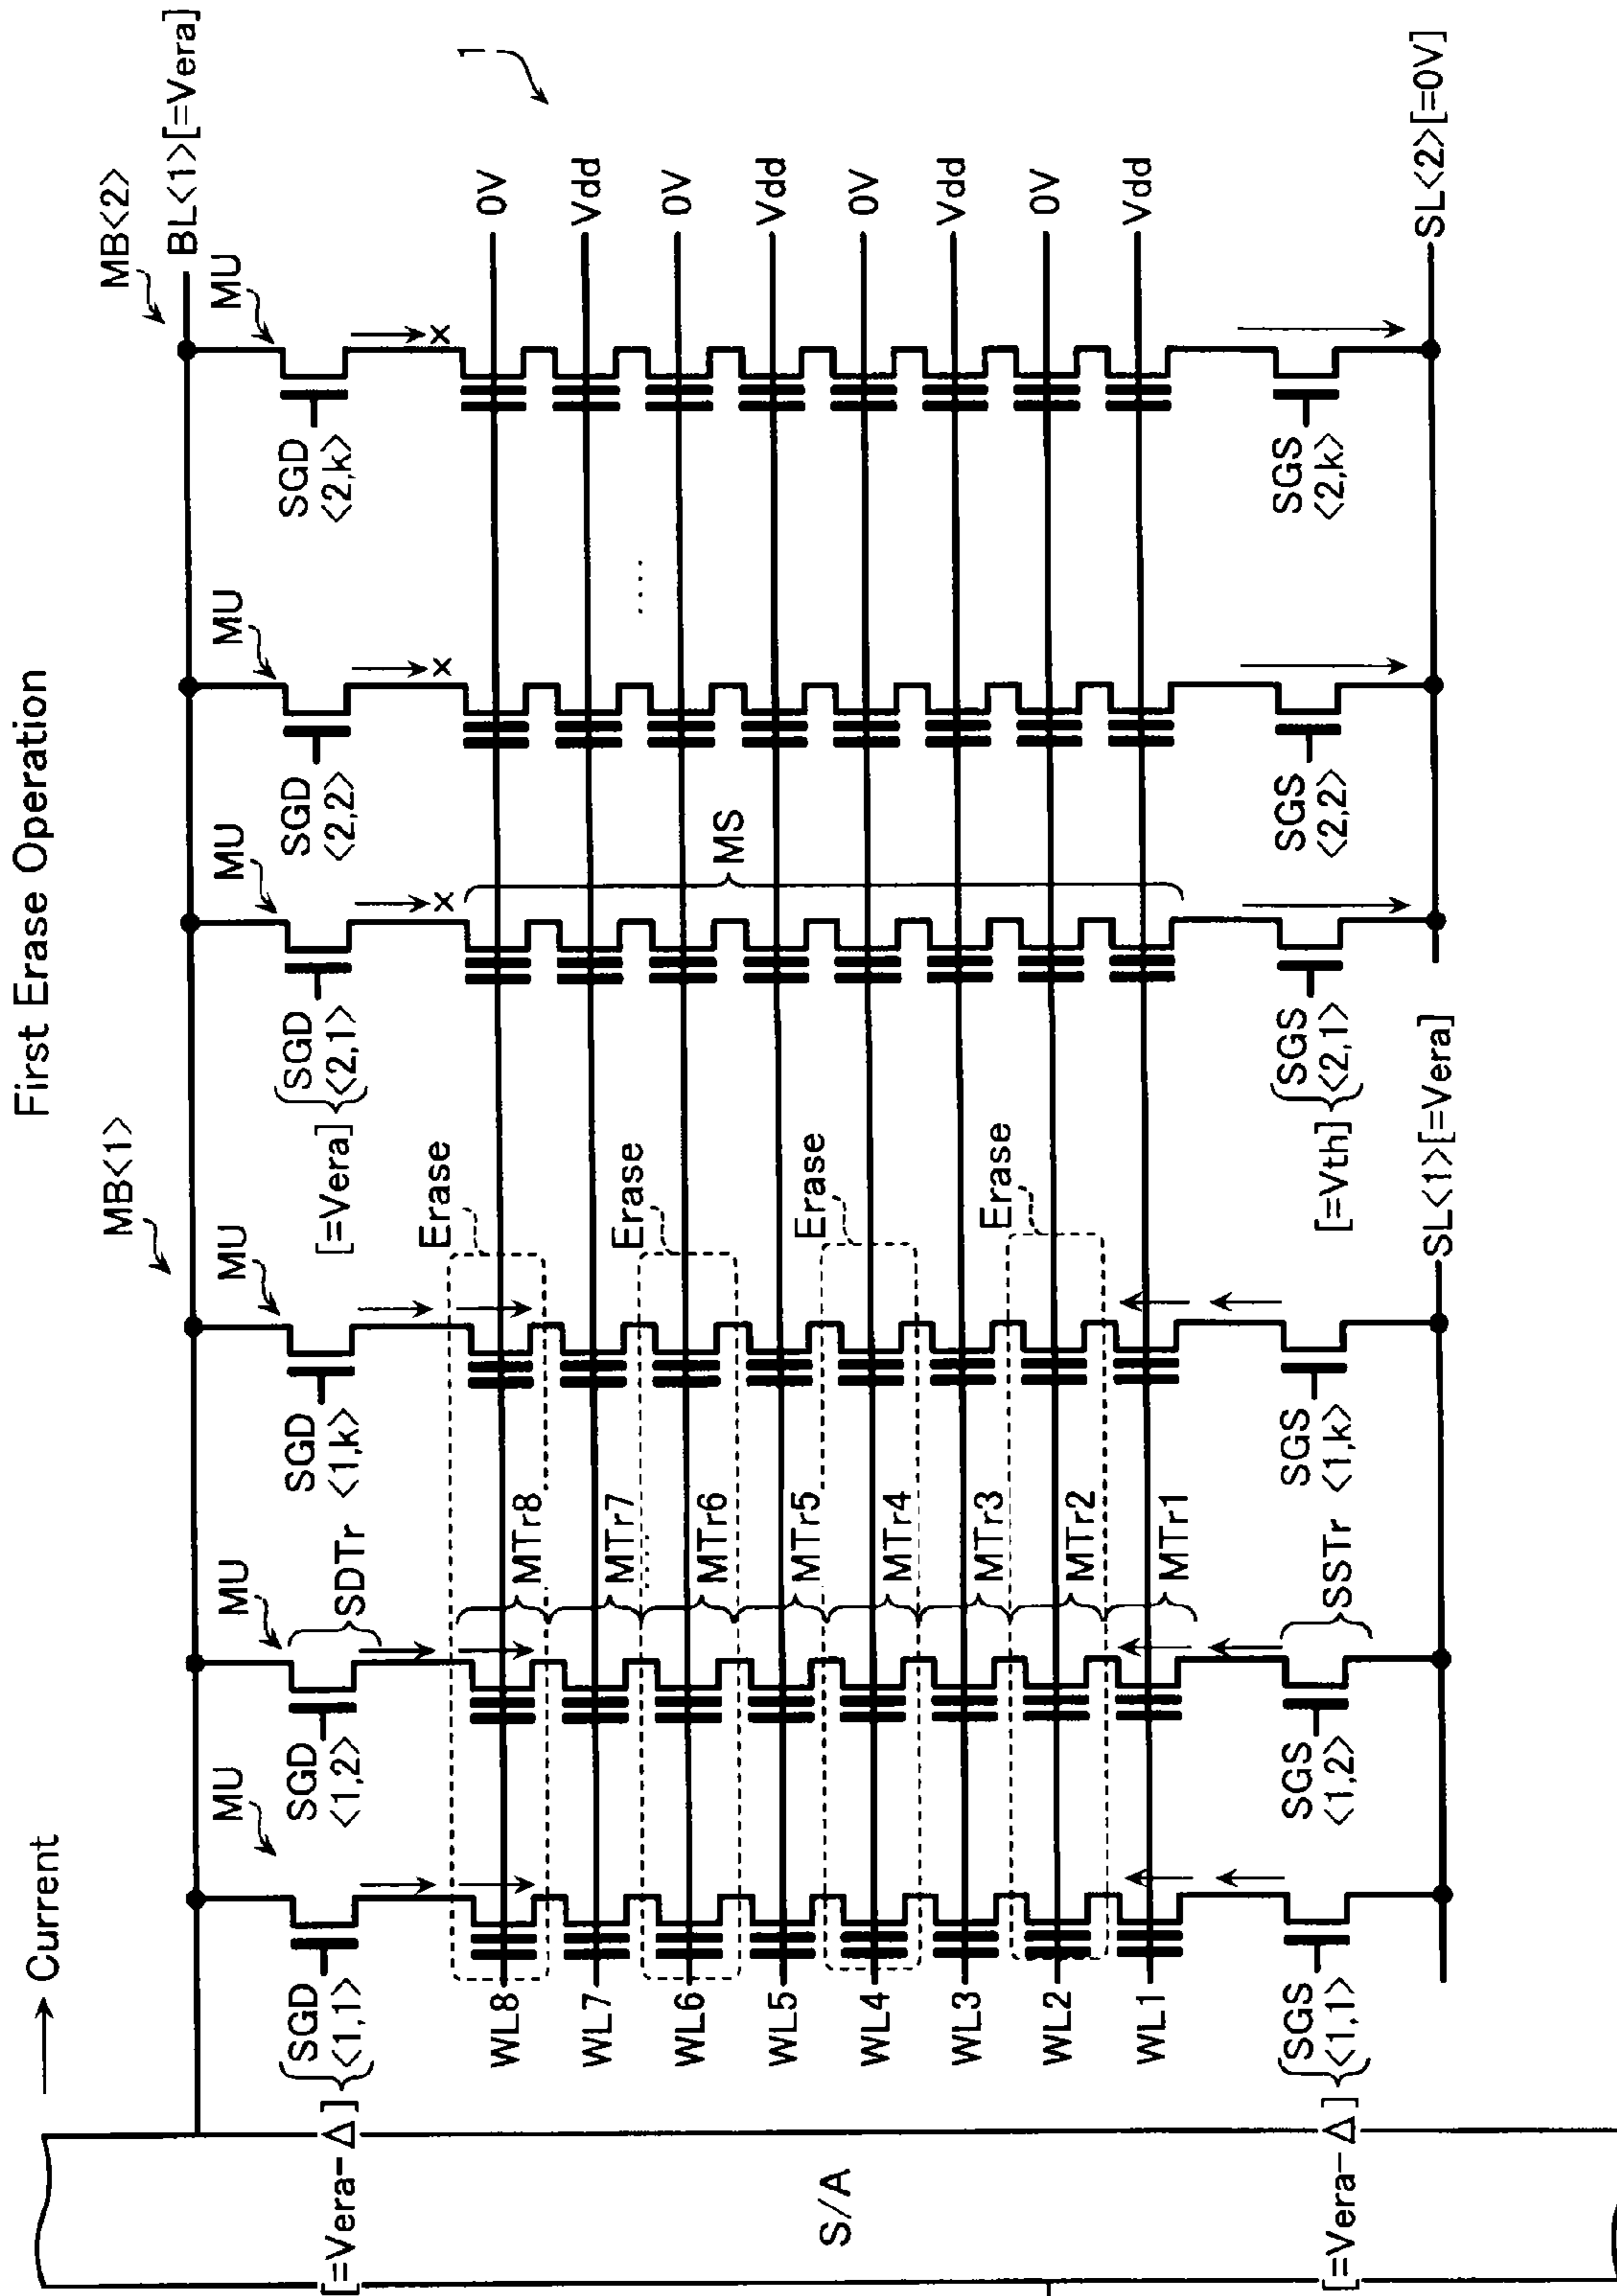 First Erase Operation
Current
MB<1>
MB<2>
BL<1>[=Vera]
1
MU
MU
MU
MU
MU
MU
[=Vera-Δ]
SGD
<1,1>
SGD
<1,2>
SDTr
SGD
<1,k>
[=Vera]
SGD
<2,1>
SGD
<2,2>
SGD
<2,k>
Erase
Erase
Erase
Erase
WL8
MTr8
0V
WL7
MTr7
Vdd
WL6
MTr6
0V
WL5
MTr5
Vdd
WL4
MTr4
0V
WL3
MTr3
Vdd
WL2
MTr2
0V
WL1
MTr1
Vdd
MS
....
S/A
[=Vera-Δ]
SGS
<1,1>
SGS
<1,2>
SSTr
SGS
<1,k>
[=Vth]
SGS
<2,1>
SGS
<2,2>
SGS
<2,k>
SL<1>[=Vera]
SL<2>[=0V]